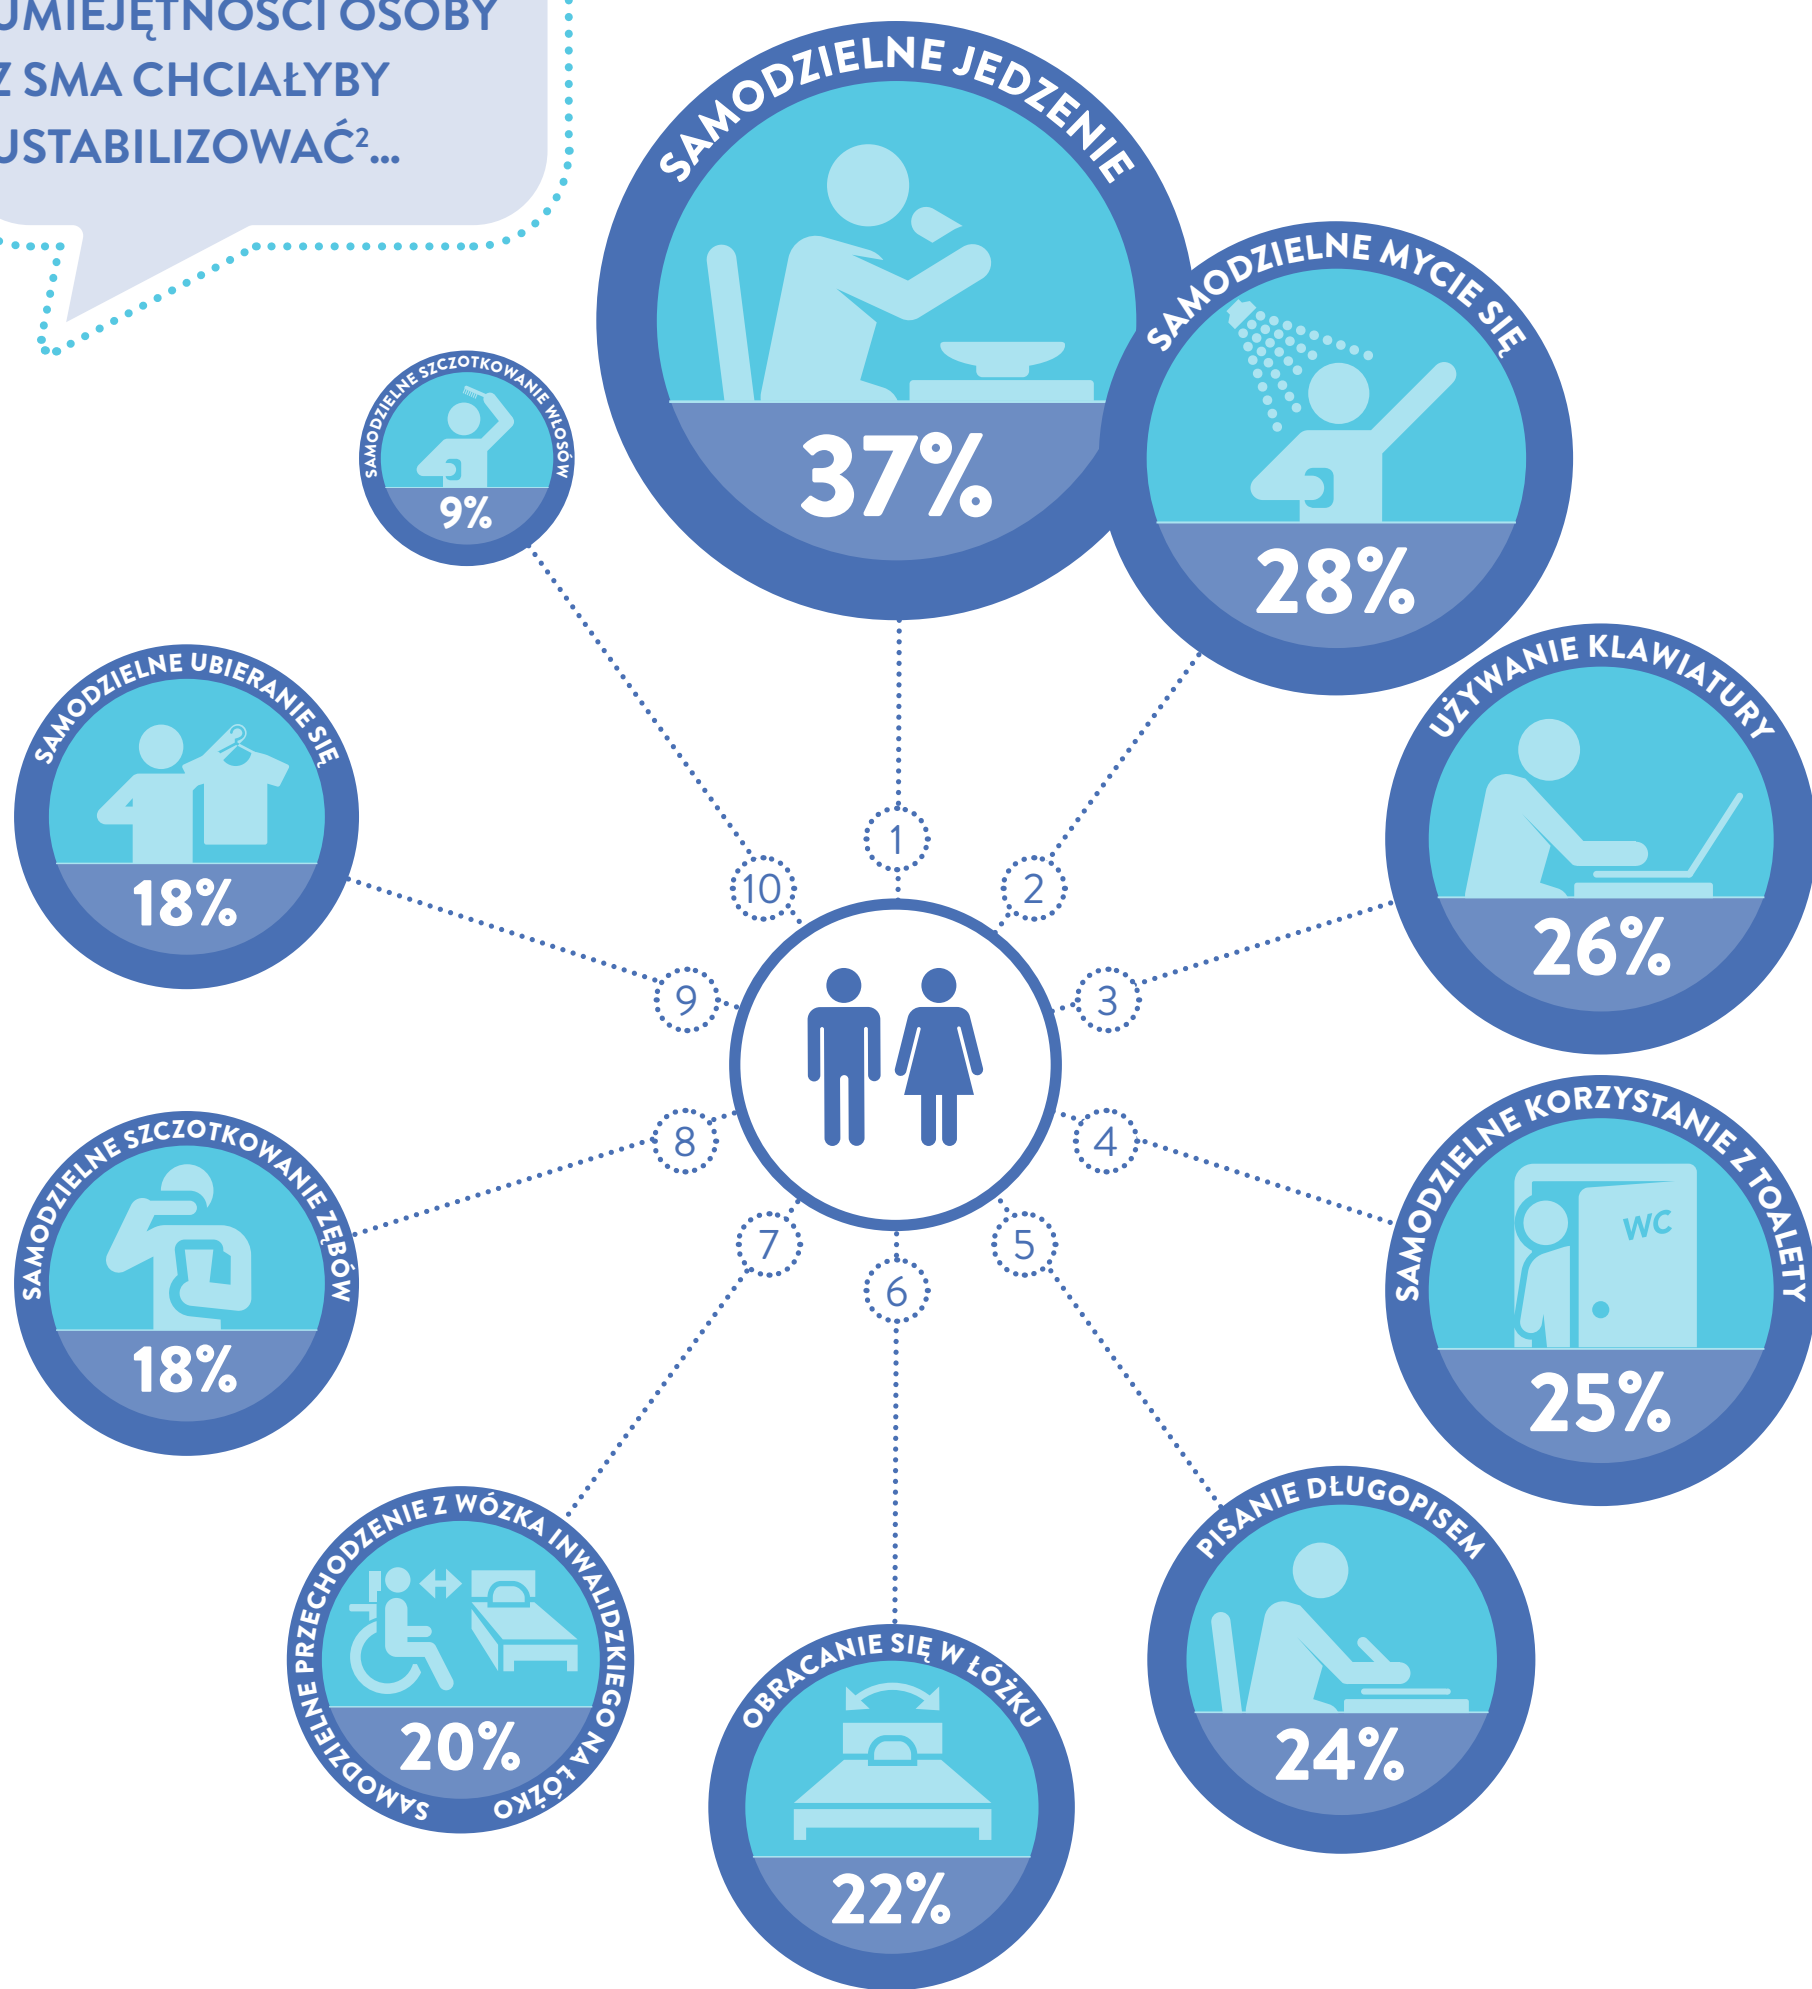 UMIEJĘTNOŚCI OSOBY
Z SMA CHCIAŁYBY
USTABILIZOWAĆ²...
SAMODZIELNE JEDZENIE
37%
SAMODZIELNE MYCIE SIĘ
28%
UŻYWANIE KLAWIATURY
26%
SAMODZIELNE KORZYSTANIE Z TOALETY
WC
25%
PISANIE DŁUGOPISEM
24%
OBRACANIE SIĘ W ŁÓŻKU
22%
SAMODZIELNE PRZECHODZENIE Z WÓZKA INWALIDZKIEGO NA ŁÓŻKO
20%
SAMODZIELNE SZCZOTKOWANIE ZĘBÓW
18%
SAMODZIELNE UBIERANIE SIĘ
18%
SAMODZIELNE SZCZOTKOWANIE WŁOSÓW
9%
1
2
3
4
5
6
7
8
9
10